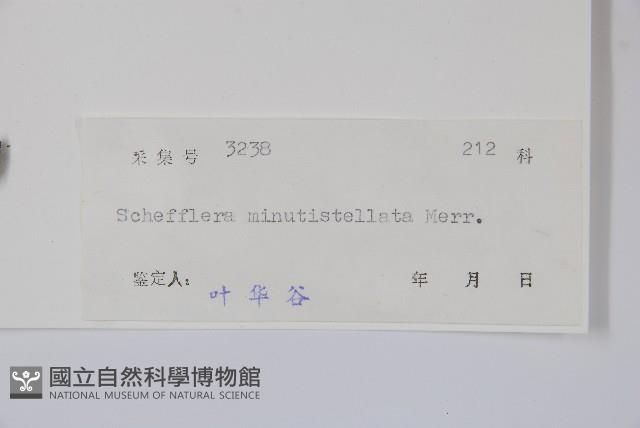 采集号 3238 212 科
Schefflera minutistellata Merr.
鉴定人: 叶华谷 年 月 日
國立自然科學博物館
NATIONAL MUSEUM OF NATURAL SCIENCE